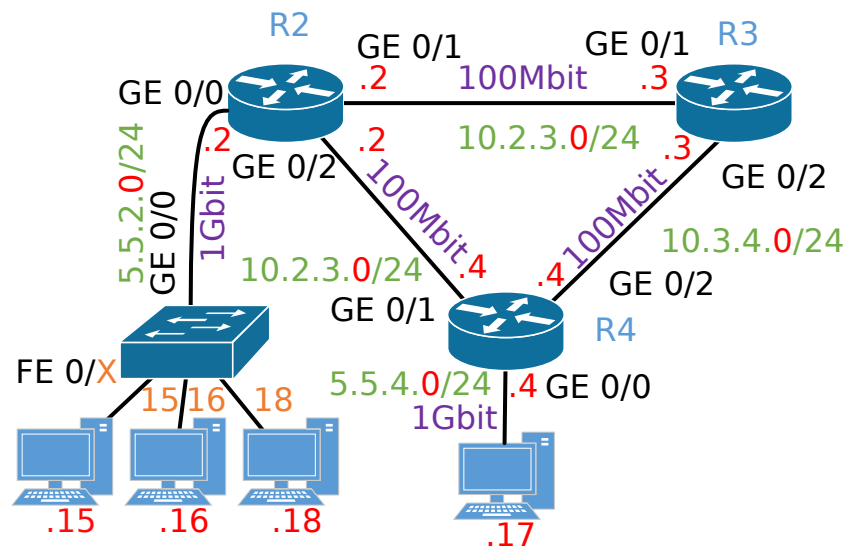 R2
R3
GE 0/1
GE 0/1
.2
100Mbit
.3
GE 0/0
.2
.2
10.2.3.0/24
.3
GE 0/2
GE 0/2
5.5.2.0/24
GE 0/0
1Gbit
100Mbit
100Mbit
10.2.3.0/24
.4
.4
10.3.4.0/24
GE 0/1
GE 0/2
R4
FE 0/X
15
16
18
5.5.4.0/24
.4
GE 0/0
1Gbit
.15
.16
.18
.17